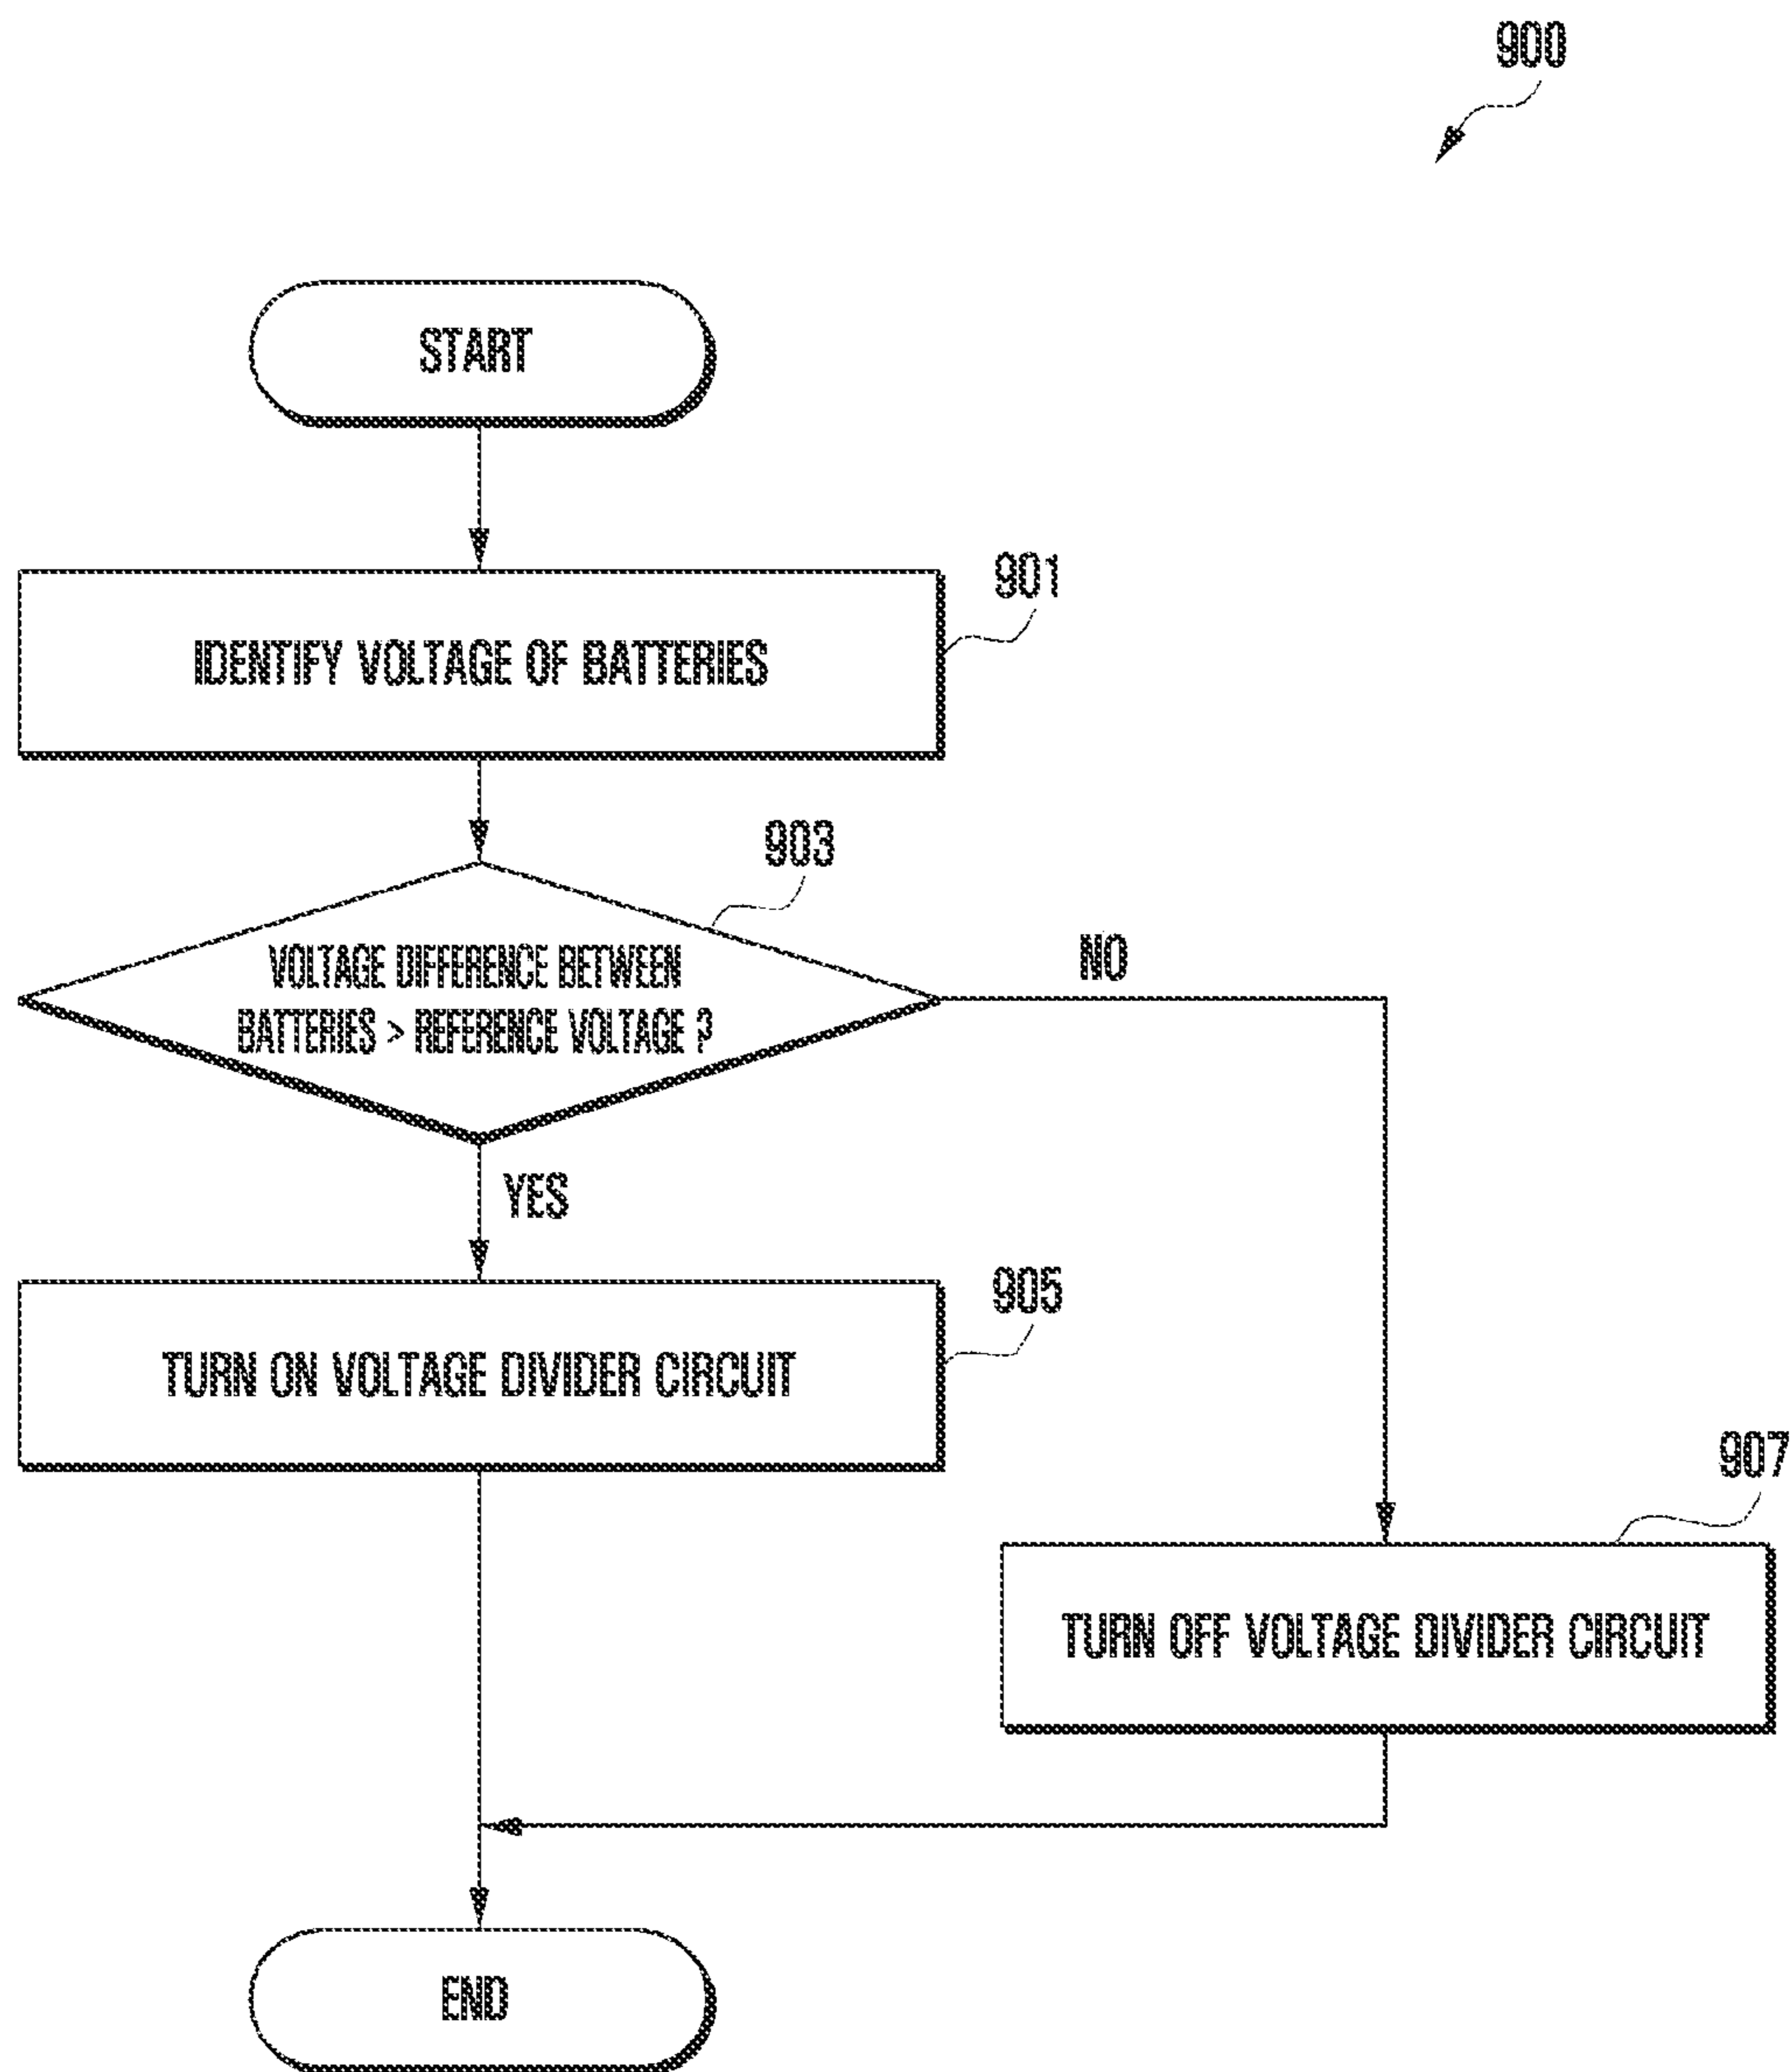 900
START
901
IDENTIFY VOLTAGE OF BATTERIES
903
VOLTAGE DIFFERENCE BETWEEN
BATTERIES > REFERENCE VOLTAGE ?
NO
YES
905
TURN ON VOLTAGE DIVIDER CIRCUIT
907
TURN OFF VOLTAGE DIVIDER CIRCUIT
END